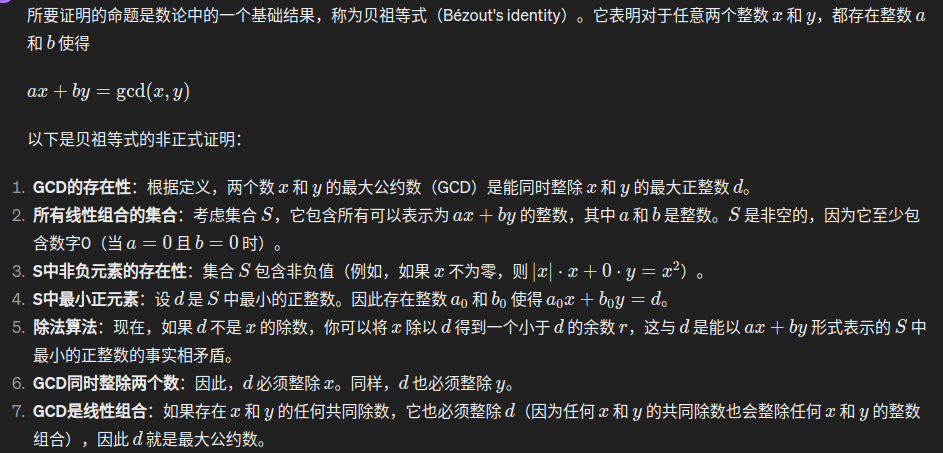 所要证明的命题是数论中的一个基础结果，称为贝祖等式（Bézout's identity）。它表明对于任意两个整数 x 和 y，都存在整数 a
和 b 使得
ax + by = gcd(x, y)
以下是贝祖等式的非正式证明：
1. GCD的存在性：根据定义，两个数 x 和 y 的最大公约数（GCD）是能同时整除 x 和 y 的最大正整数 d。
2. 所有线性组合的集合：考虑集合 S，它包含所有可以表示为 ax + by 的整数，其中 a 和 b 是整数。S 是非空的，因为它至少包
含数字0（当 a = 0 且 b = 0 时）。
3. S中非负元素的存在性：集合 S 包含非负值（例如，如果 x 不为零，则 |x| · x + 0 · y = x²）。
4. S中最小正元素：设 d 是 S 中最小的正整数。因此存在整数 a₀ 和 b₀ 使得 a₀x + b₀y = d。
5. 除法算法：现在，如果 d 不是 x 的除数，你可以将 x 除以 d 得到一个小于 d 的余数 r，这与 d 是能以 ax + by 形式表示的 S 中
最小的正整数的事实相矛盾。
6. GCD同时整除两个数：因此，d 必须整除 x。同样，d 也必须整除 y。
7. GCD是线性组合：如果存在 x 和 y 的任何共同除数，它也必须整除 d（因为任何 x 和 y 的共同除数也会整除任何 x 和 y 的整数
组合），因此 d 就是最大公约数。